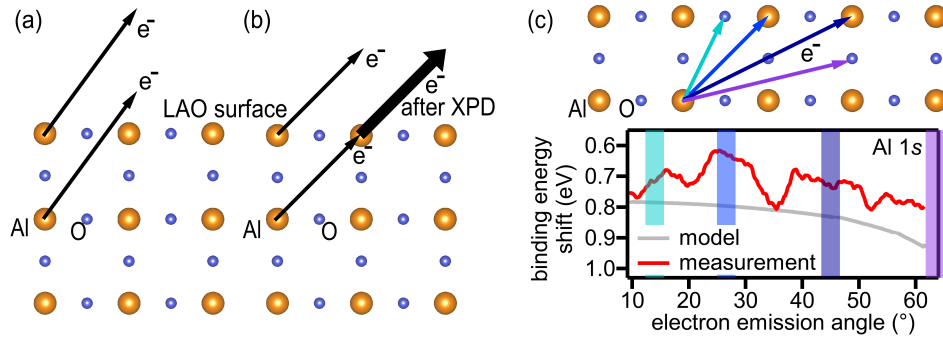 (a)
e-
e-
LAO surface
Al
O
(b)
e-
e-
after XPD
e-
Al
O
(c)
e-
Al
O
Al 1s
binding energy
shift (eV)
0.6
0.7
0.8
0.9
1.0
model
measurement
10 20 30 40 50 60
electron emission angle (°)